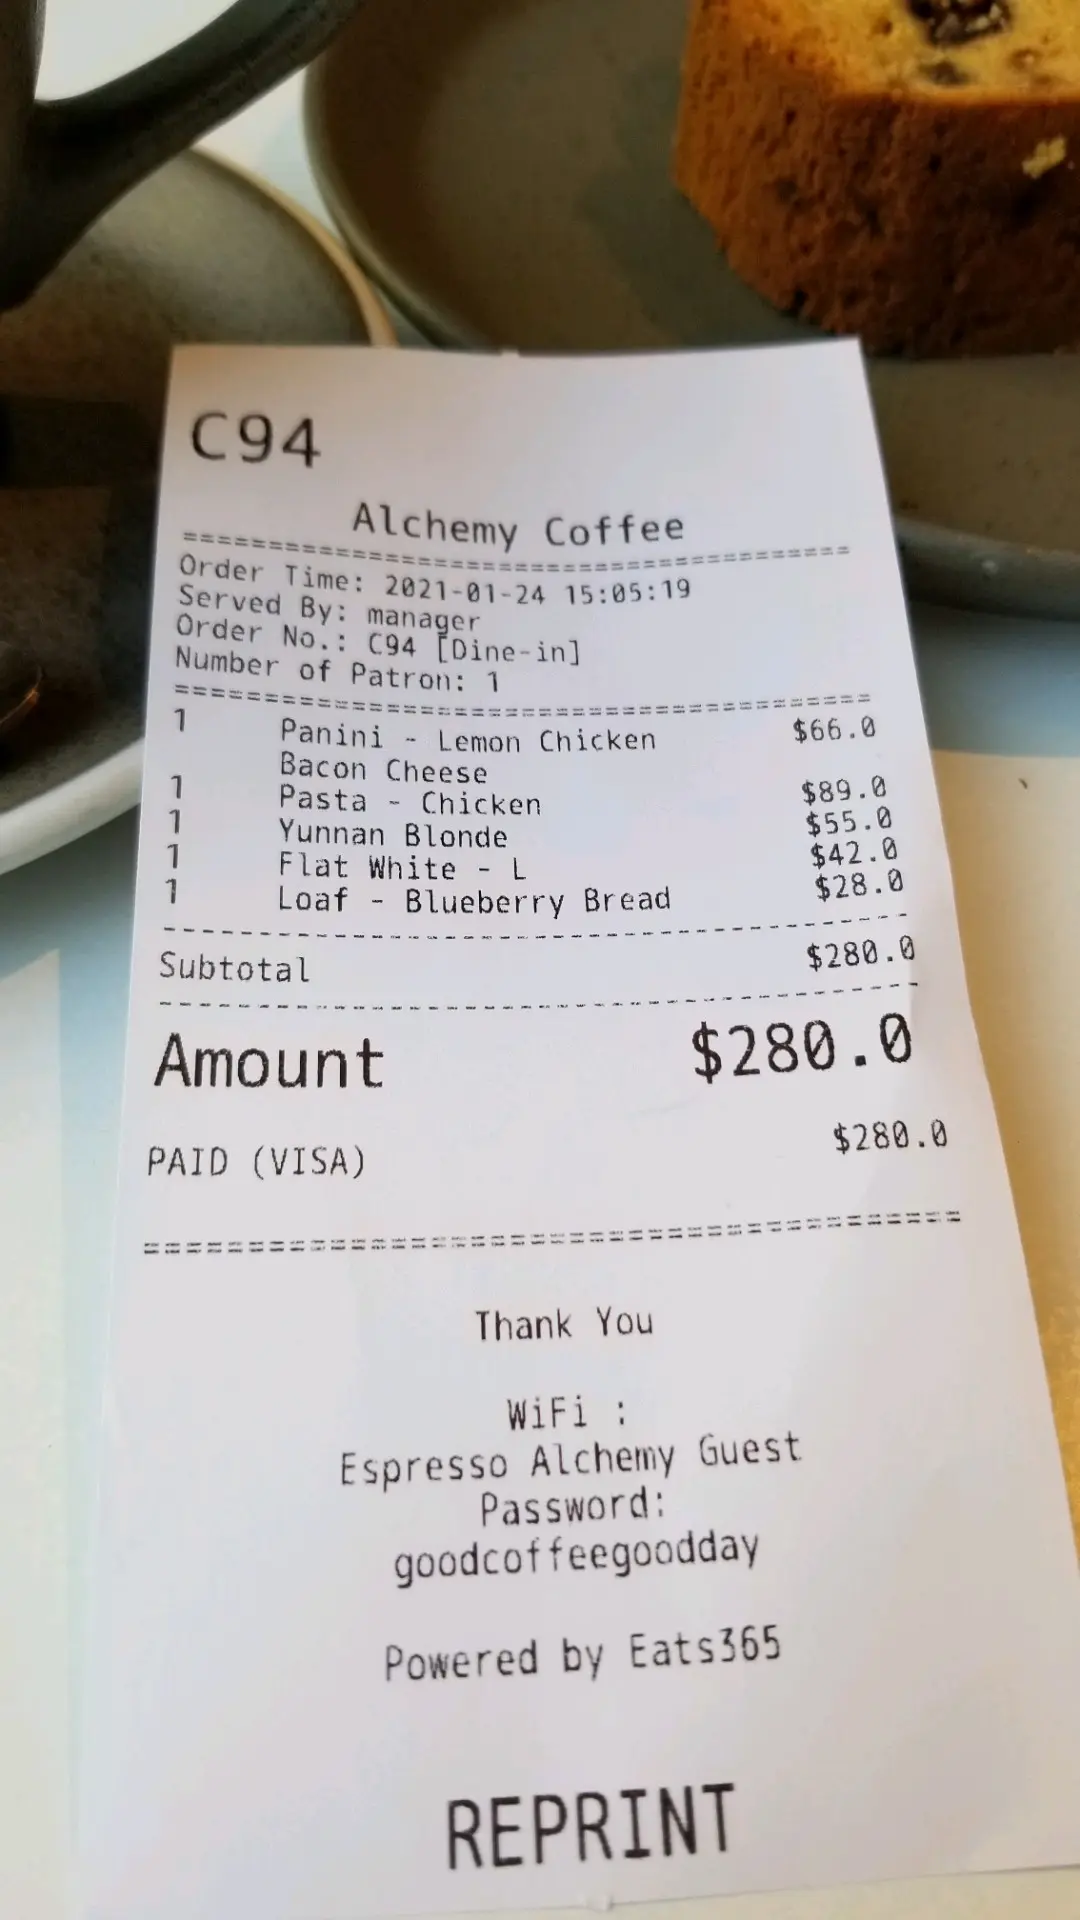 C94
Alchemy Coffee
========================================
Order Time: 2021-01-24 15:05:19
Served By: manager
Order No.: C94 [Dine-in]
Number of Patron: 1
========================================
1 Panini - Lemon Chicken $66.0
Bacon Cheese
1 Pasta - Chicken $89.0
1 Yunnan Blonde $55.0
1 Flat White - L $42.0
1 Loaf - Blueberry Bread $28.0
----------------------------------------
Subtotal $280.0
----------------------------------------
Amount $280.0
PAID (VISA) $280.0
========================================
Thank You
WiFi :
Espresso Alchemy Guest
Password:
goodcoffeegoodday
Powered by Eats365
REPRINT